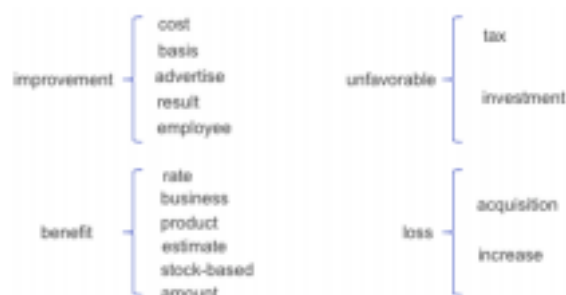 improvement
cost
basis
advertise
result
employee
unfavorable
tax
investment
benefit
rate
business
product
estimate
stock-based
amount
loss
acquisition
increase